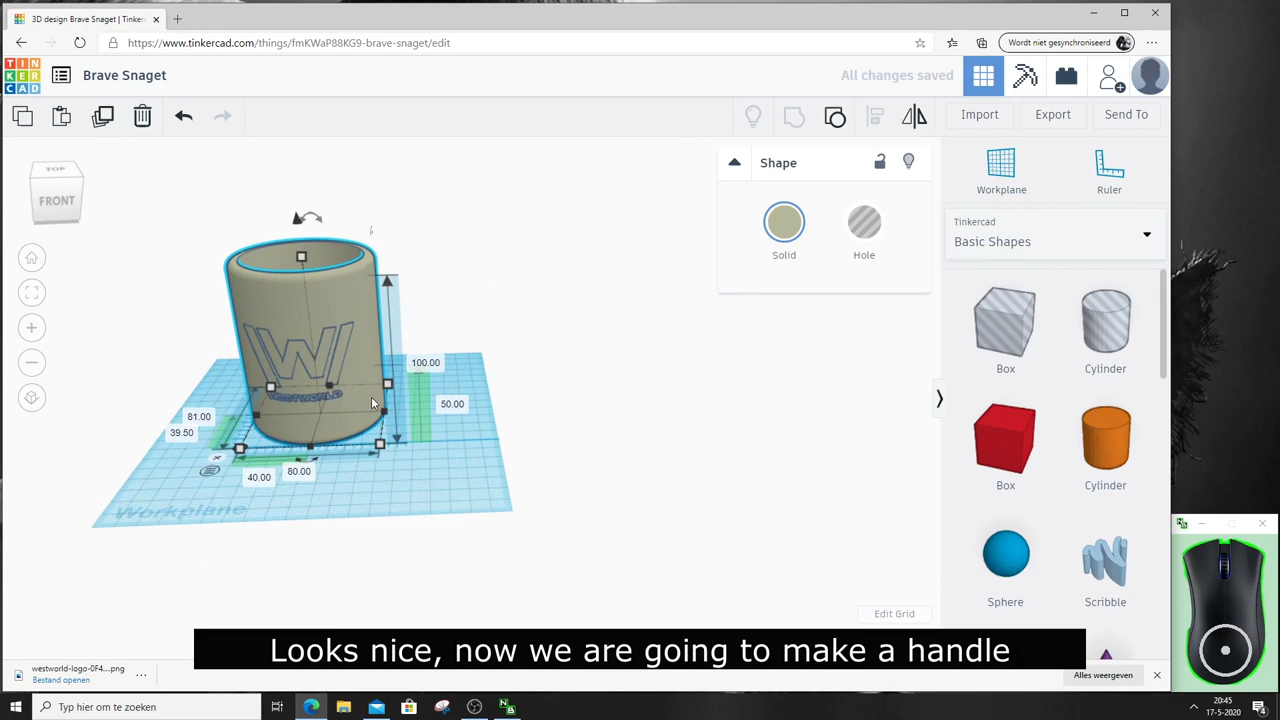 3D design Brave Snaget | Tinker
https://www.tinkercad.com/things/fmKWaP88KG9-brave-snaget/edit
Wordt niet gesynchroniseerd
TIN
KER
CAD
Brave Snaget
All changes saved
Import
Export
Send To
TOP
FRONT
Shape
Solid
Hole
Workplane
Ruler
Tinkercad
Basic Shapes
Box
Cylinder
Box
Cylinder
Sphere
Scribble
W
WESTWORLD
100.00
50.00
81.00
39.50
40.00
80.00
Workplane
Edit Grid
Looks nice, now we are going to make a handle
westworld-logo-0F4....png
Bestand openen
Alles weergeven
Typ hier om te zoeken
20:45
17-5-2020
4